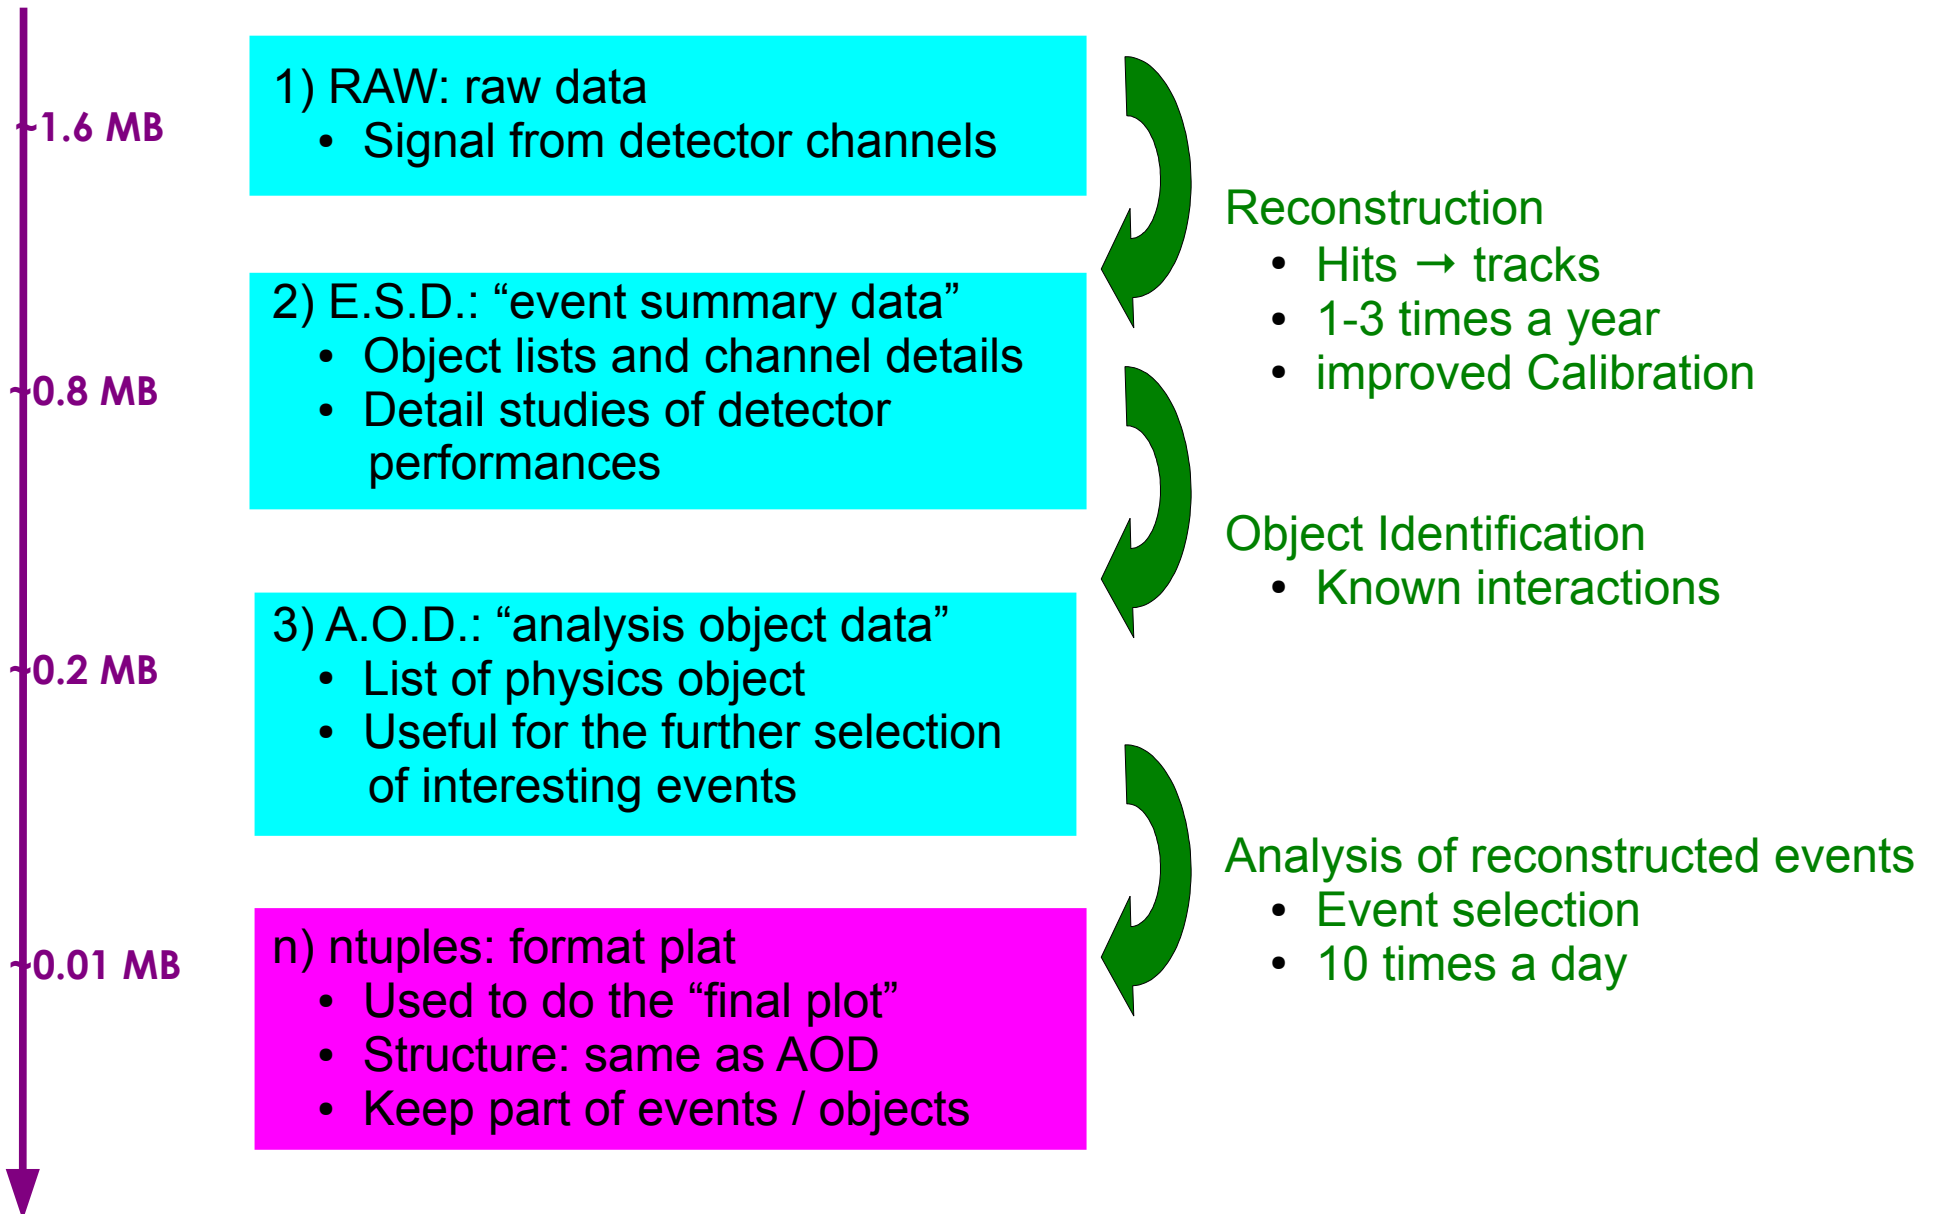 ~1.6 MB
1) RAW: raw data
• Signal from detector channels
Reconstruction
• Hits → tracks
• 1-3 times a year
• improved Calibration
~0.8 MB
2) E.S.D.: “event summary data”
• Object lists and channel details
• Detail studies of detector
performances
Object Identification
• Known interactions
~0.2 MB
3) A.O.D.: “analysis object data”
• List of physics object
• Useful for the further selection
of interesting events
Analysis of reconstructed events
• Event selection
• 10 times a day
~0.01 MB
n) ntuples: format plat
• Used to do the “final plot”
• Structure: same as AOD
• Keep part of events / objects